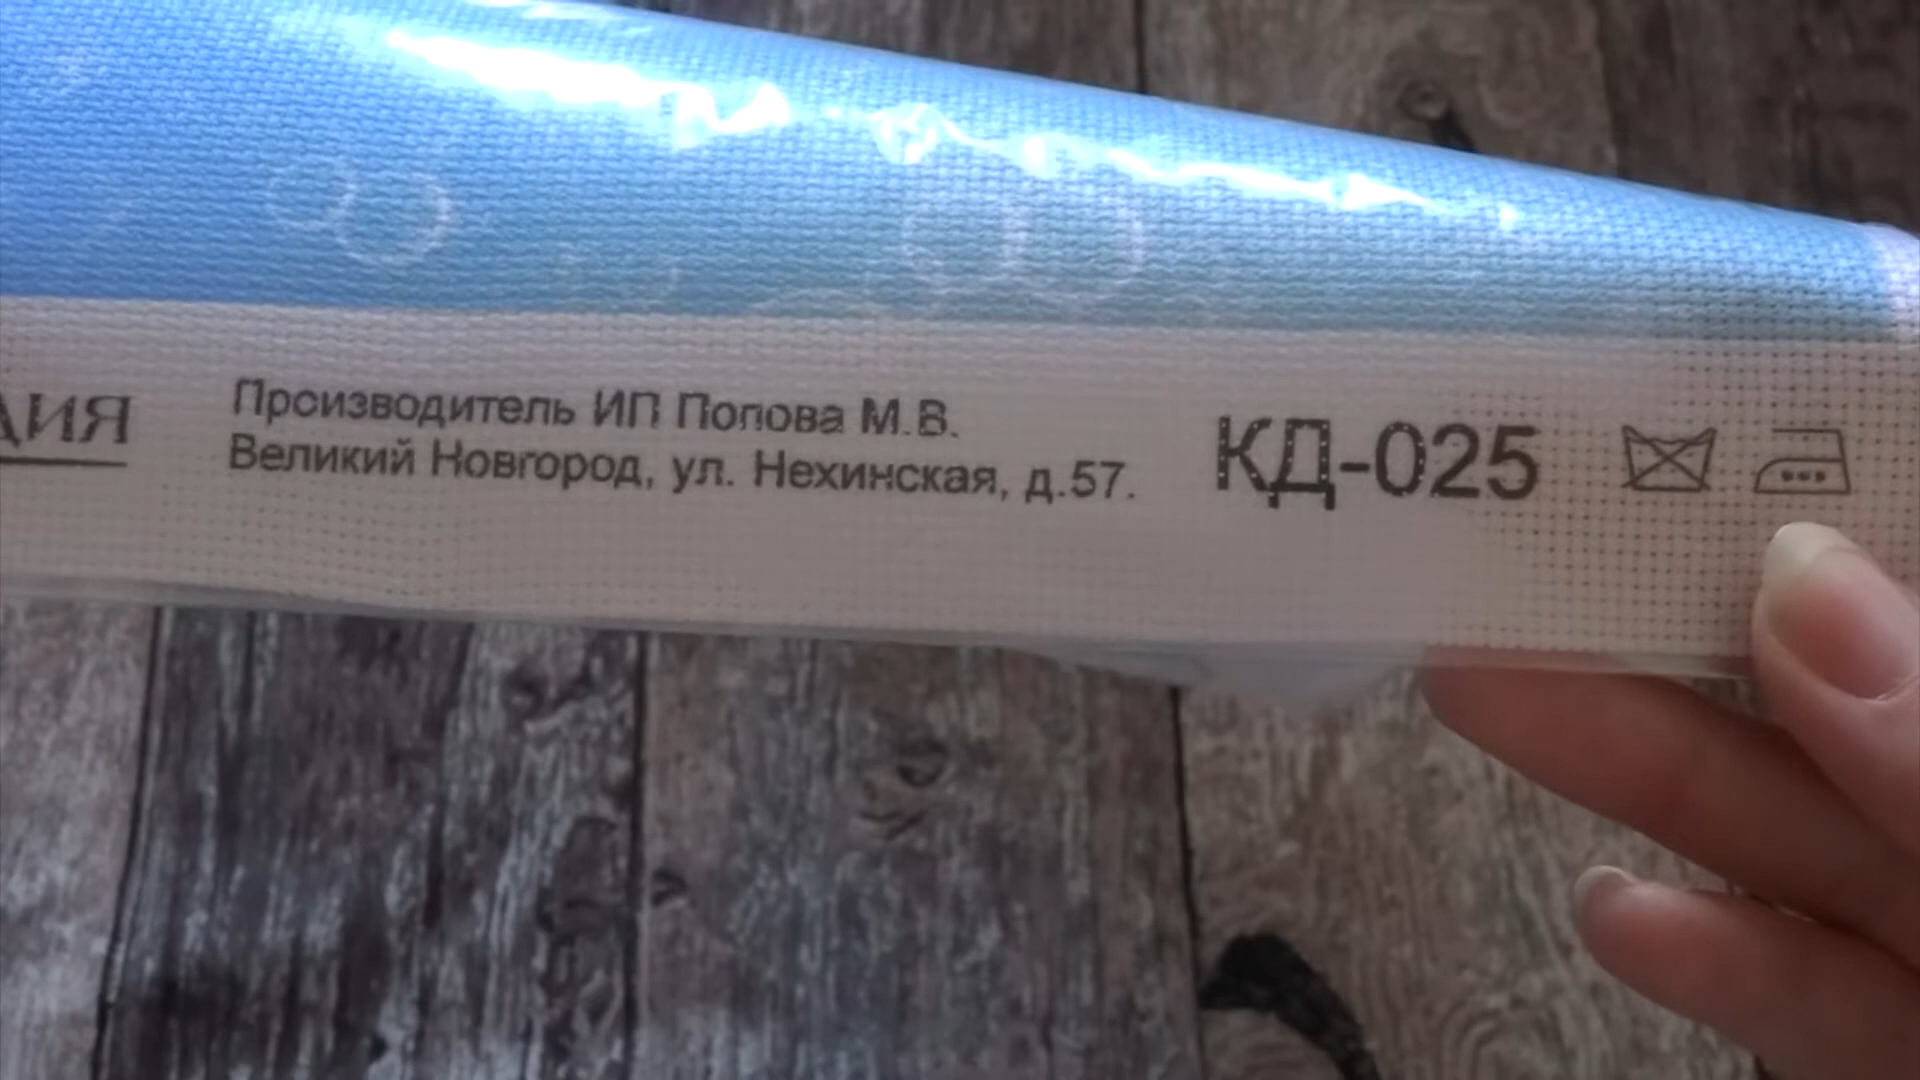 Производитель ИП Попова М.В.
Великий Новгород, ул. Нехинская, д.57.
КД-025